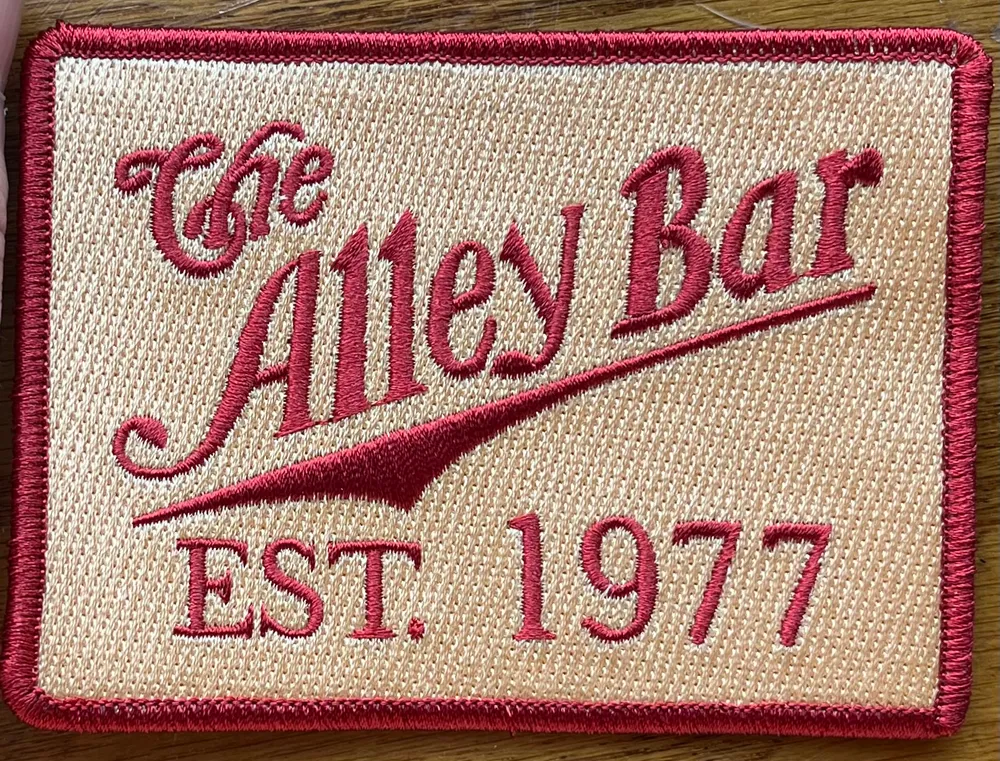 The
Alley Bar
EST. 1977